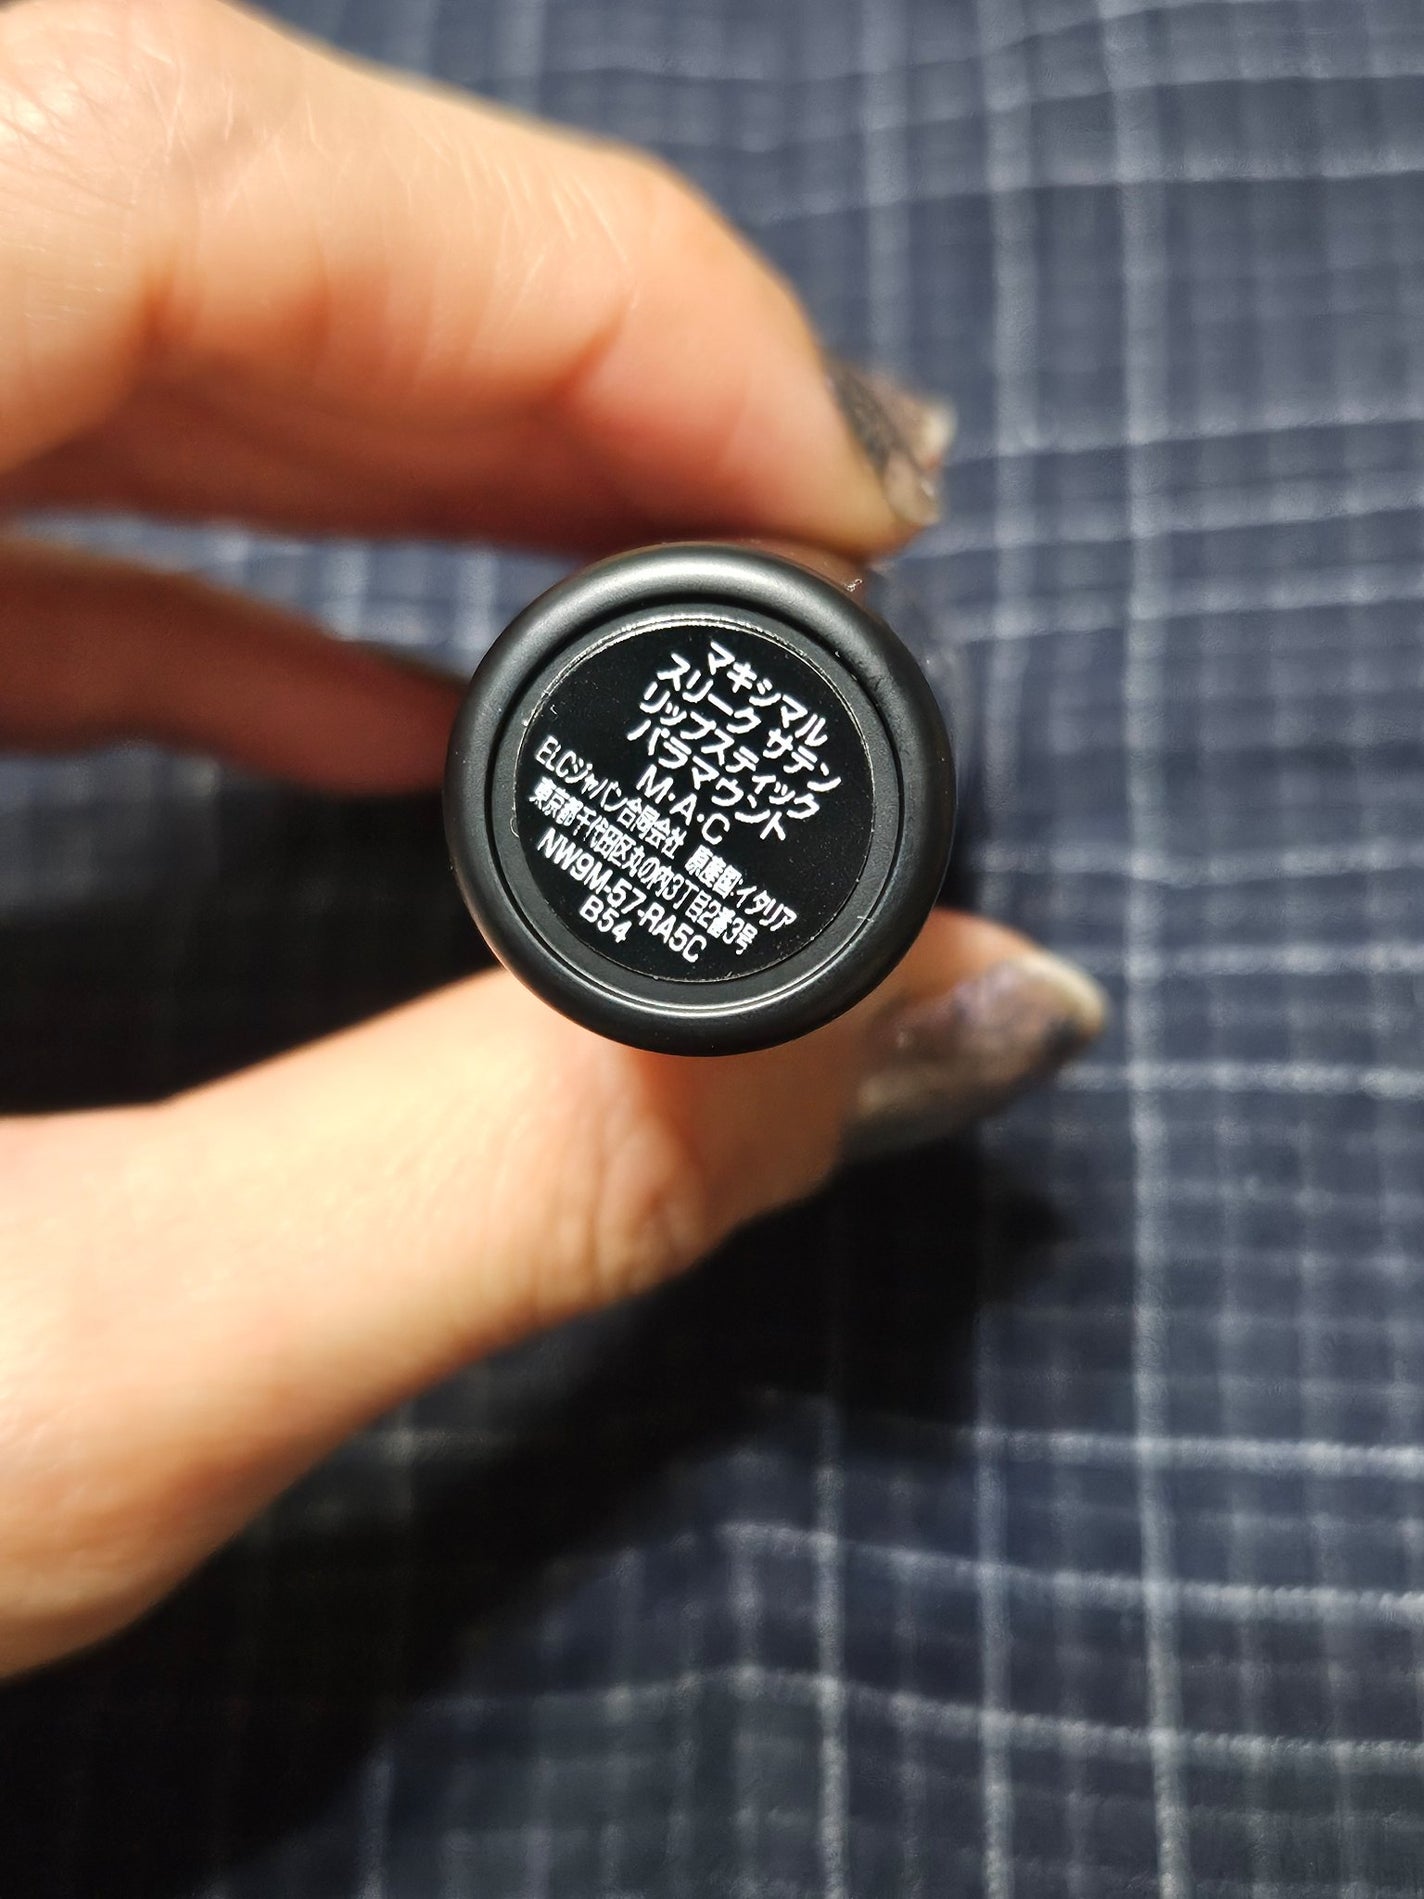 マキシマル
スリーク サテン
リップスティック
パラマウント
M·A·C
ELCジャパン合同会社 原産国:イタリア
東京都千代田区丸の内3丁目2番3号
NW9M-57-RA5C
B54